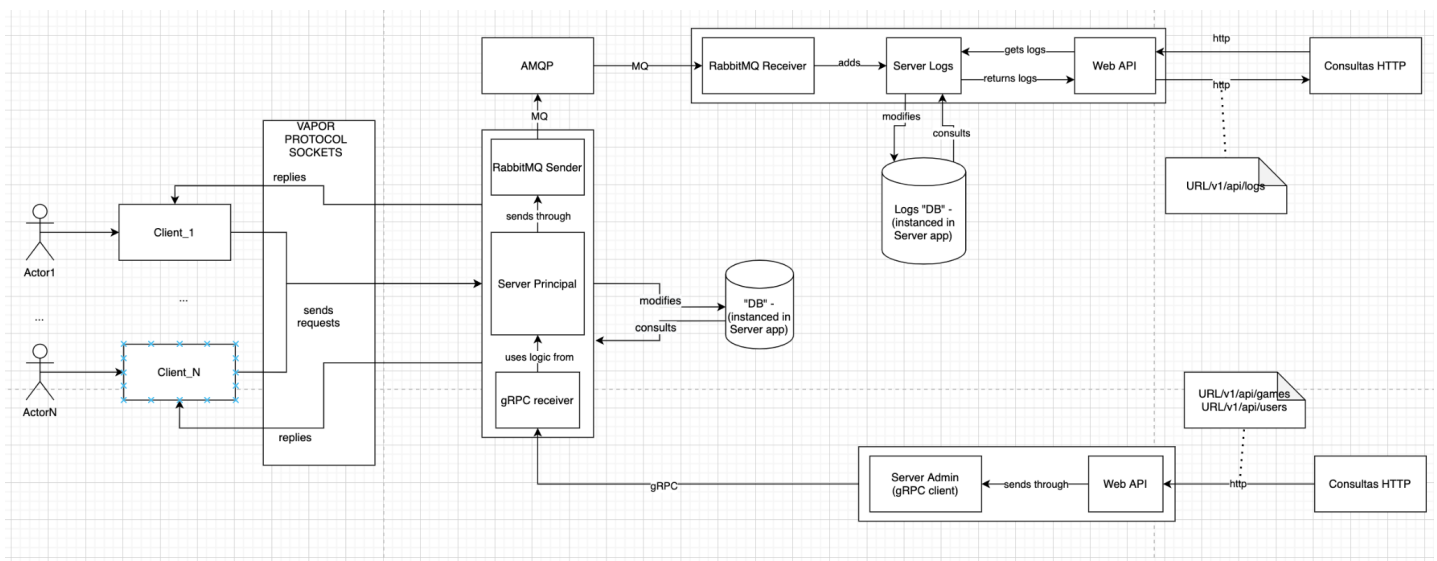 VAPOR
PROTOCOL
SOCKETS
Actor1
...
ActorN
Client_1
...
Client_N
replies
sends
requests
replies
AMQP
MQ
RabbitMQ Sender
sends through
Server Principal
uses logic from
gRPC receiver
modifies
consults
"DB" -
(instanced in
Server app)
MQ
RabbitMQ Receiver
adds
Server Logs
gets logs
returns logs
Web API
http
http
Consultas HTTP
modifies
consults
Logs "DB" -
(instanced in
Server app)
URL/v1/api/logs
URL/v1/api/games
URL/v1/api/users
gRPC
Server Admin
(gRPC client)
sends through
Web API
http
Consultas HTTP